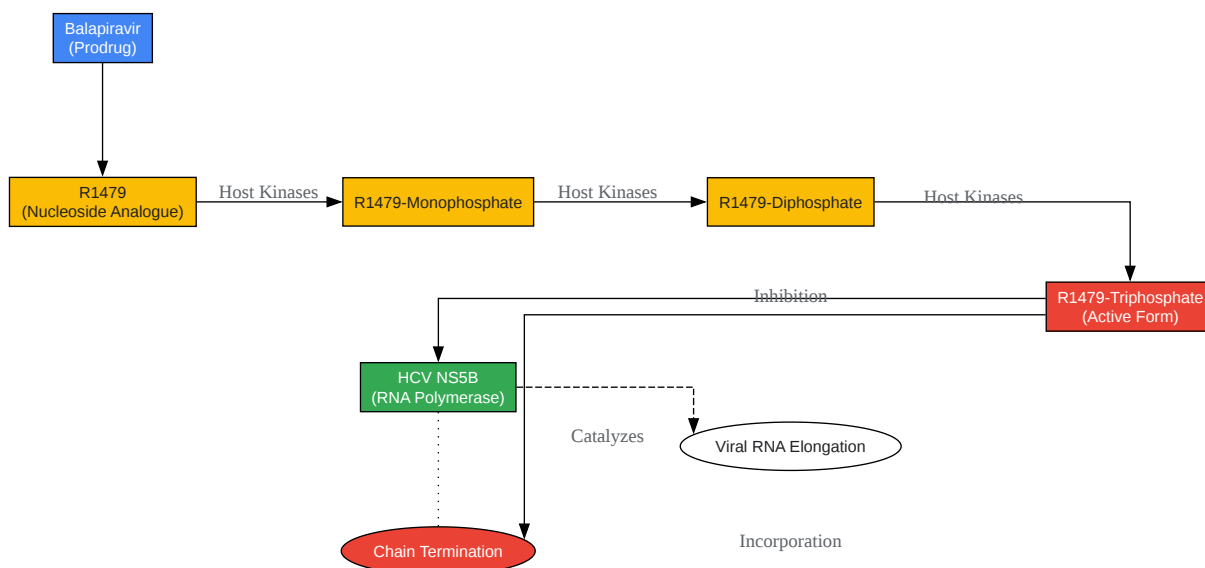 Balapiravir
(Prodrug)
R1479
(Nucleoside Analogue)
Host Kinases
R1479-Monophosphate
Host Kinases
R1479-Diphosphate
Host Kinases
R1479-Triphosphate
(Active Form)
Inhibition
HCV NS5B
(RNA Polymerase)
Catalyzes
Viral RNA Elongation
Incorporation
Chain Termination